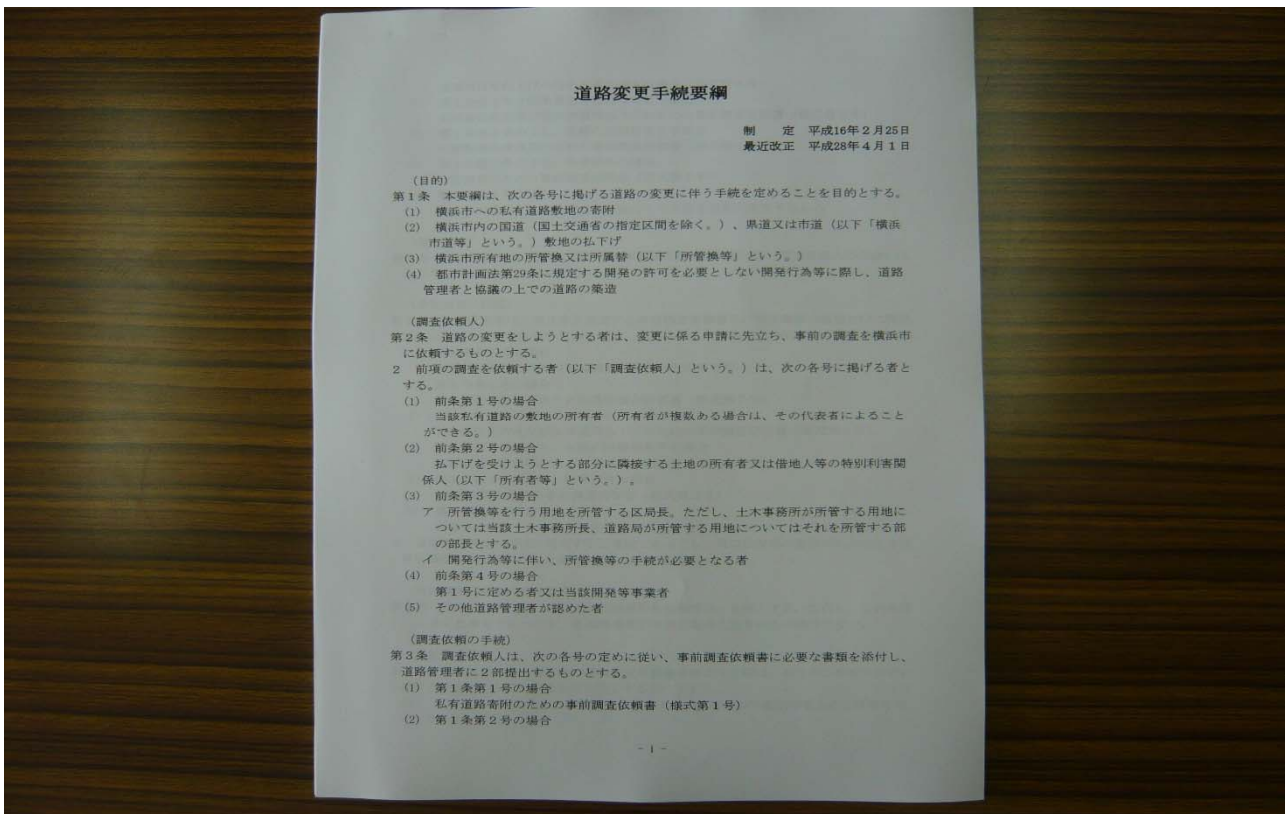 道路変更手続要綱
制　定　平成16年2月25日
最近改正　平成28年4月1日
（目的）
第1条　本要綱は、次の各号に掲げる道路の変更に伴う手続を定めることを目的とする。
(1)　横浜市への私有道路敷地の寄附
(2)　横浜市内の国道（国土交通省の指定区間を除く。）、県道又は市道（以下「横浜
市道等」という。）敷地の払下げ
(3)　横浜市所有地の所管換又は所属替（以下「所管換等」という。）
(4)　都市計画法第29条に規定する開発の許可を必要としない開発行為等に際し、道路
管理者と協議の上での道路の築造
（調査依頼人）
第2条　道路の変更をしようとする者は、変更に係る申請に先立ち、事前の調査を横浜市
に依頼するものとする。
2　前項の調査を依頼する者（以下「調査依頼人」という。）は、次の各号に掲げる者と
する。
(1)　前条第1号の場合
当該私有道路の敷地の所有者（所有者が複数ある場合は、その代表者によること
ができる。）
(2)　前条第2号の場合
払下げを受けようとする部分に隣接する土地の所有者又は借地人等の特別利害関
係人（以下「所有者等」という。）。
(3)　前条第3号の場合
ア　所管換等を行う用地を所管する区局長。ただし、土木事務所が所管する用地に
ついては当該土木事務所長、道路局が所管する用地についてはそれを所管する部
の部長とする。
イ　開発行為等に伴い、所管換等の手続が必要となる者
(4)　前条第4号の場合
第1号に定める者又は当該開発等事業者
(5)　その他道路管理者が認めた者
（調査依頼の手続）
第3条　調査依頼人は、次の各号の定めに従い、事前調査依頼書に必要な書類を添付し、
道路管理者に2部提出するものとする。
(1)　第1条第1号の場合
私有道路寄附のための事前調査依頼書（様式第1号）
(2)　第1条第2号の場合
- 1 -